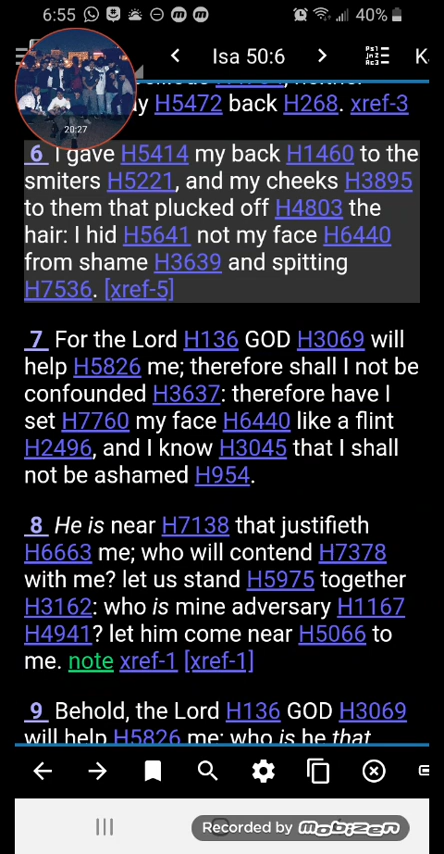 6:55 40%
Isa 50:6
Ps1
Jn2
Ac3
K
20:27
ay H5472 back H268. xref-3
6 I gave H5414 my back H1460 to the
smiters H5221, and my cheeks H3895
to them that plucked off H4803 the
hair: I hid H5641 not my face H6440
from shame H3639 and spitting
H7536. [xref-5]
7 For the Lord H136 GOD H3069 will
help H5826 me; therefore shall I not be
confounded H3637: therefore have I
set H7760 my face H6440 like a flint
H2496, and I know H3045 that I shall
not be ashamed H954.
8 He is near H7138 that justifieth
H6663 me; who will contend H7378
with me? let us stand H5975 together
H3162: who is mine adversary H1167
H4941? let him come near H5066 to
me. note xref-1 [xref-1]
9 Behold, the Lord H136 GOD H3069
will help H5826 me; who is he that
Recorded by Mobizen